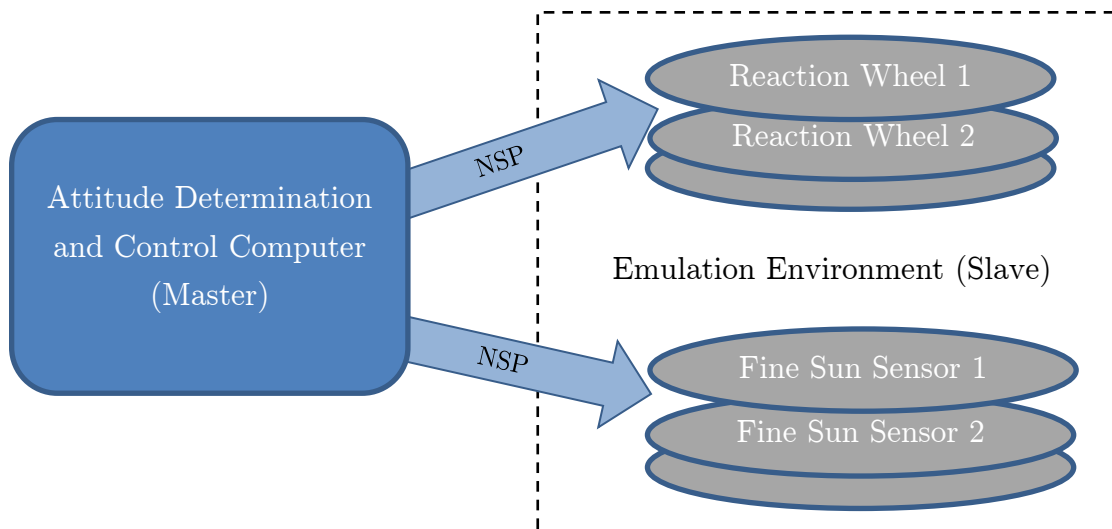 Attitude Determination
and Control Computer
(Master)
NSP
NSP
Reaction Wheel 1
Reaction Wheel 2
Emulation Environment (Slave)
Fine Sun Sensor 1
Fine Sun Sensor 2